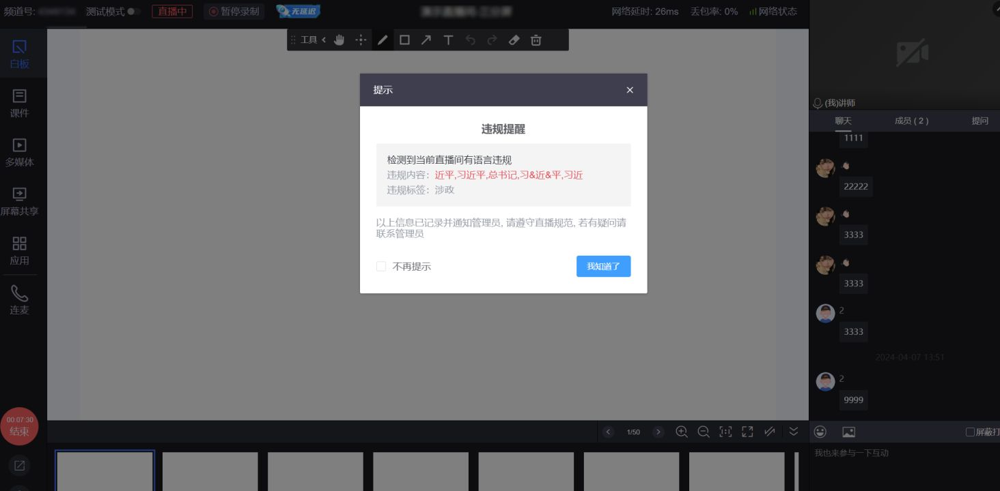 频道号:
测试模式
直播中
暂停录制
无延迟
网络延时: 26ms
丢包率: 0%
网络状态
白板
课件
多媒体
屏幕共享
应用
连麦
00:07:30
结束
工具
提示
违规提醒
检测到当前直播间有语言违规
违规内容：近平,习近平,总书记,习&近&平,习近
违规标签：涉政
以上信息已记录并通知管理员, 请遵守直播规范, 若有疑问请
联系管理员
不再提示
我知道了
1/50
(我)讲师
聊天
成员 ( 2 )
提问
1111
22222
3333
3333
2
3333
2024-04-07 13:51
2
9999
屏蔽打
我也来参与一下互动